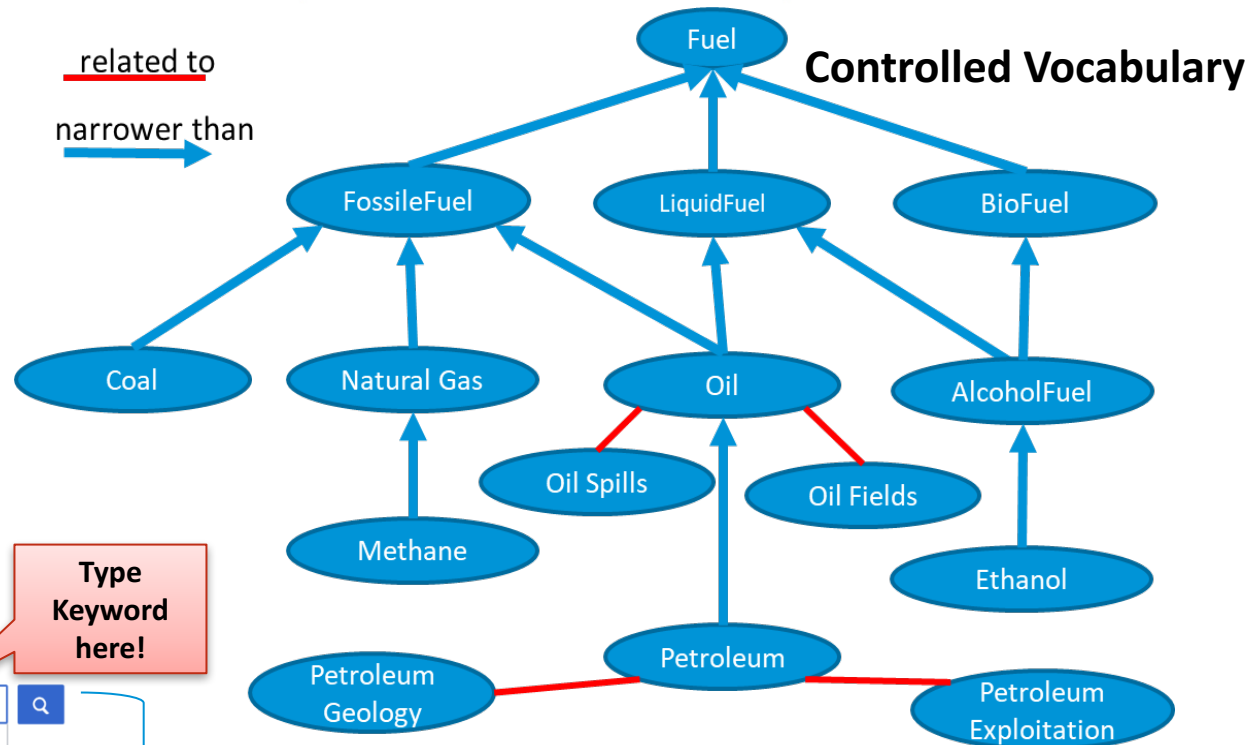 Fuel
related to
Controlled Vocabulary
narrower than
FossileFuel
LiquidFuel
BioFuel
Coal
Natural Gas
Oil
AlcoholFuel
Oil Spills
Oil Fields
Methane
Ethanol
Type
Keyword
here!
Petroleum
Petroleum
Geology
Petroleum
Exploitation